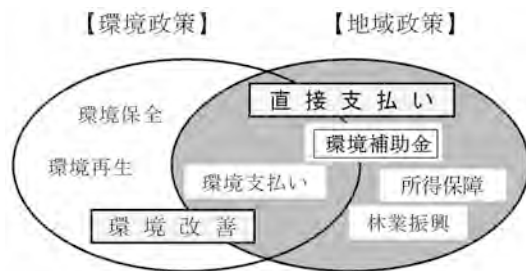 【環境政策】
【地域政策】
直接支払い
環境保全
環境補助金
環境再生
環境支払い
所得保障
環境改善
林業振興